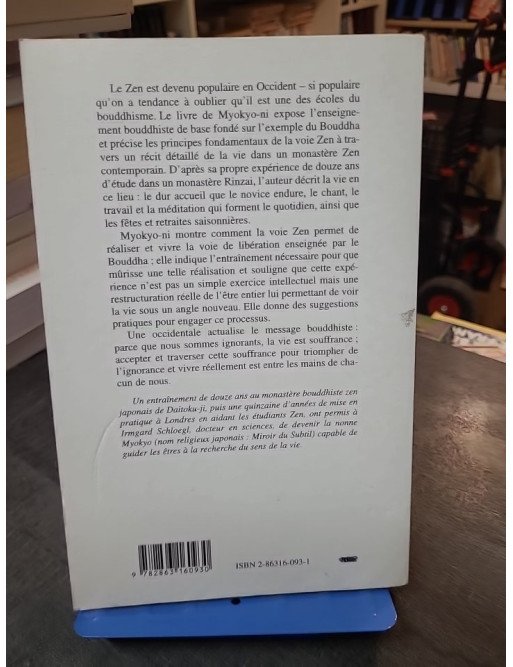 Le Zen est devenu populaire en Occident – si populaire
qu'on a tendance à oublier qu'il est une des écoles du
bouddhisme. Le livre de Myokyo-ni expose l'enseigne-
ment bouddhiste de base fondé sur l'exemple du Bouddha
et précise les principes fondamentaux de la voie Zen à tra-
vers un récit détaillé de la vie dans un monastère Zen
contemporain. D'après sa propre expérience de douze ans
d'étude dans un monastère Rinzaï, l'auteur décrit la vie en
ce lieu : le dur accueil que le novice endure, le chant, le
travail et la méditation qui forment le quotidien, ainsi que
les fêtes et retraites saisonnières.
Myokyo-ni montre comment la voie Zen permet de
réaliser et vivre la voie de libération enseignée par le
Bouddha ; elle indique l'entraînement nécessaire pour que
mûrisse une telle réalisation et souligne que cette expé-
rience n'est pas un simple exercice intellectuel mais une
restructuration réelle de l'être entier lui permettant de voir
la vie sous un angle nouveau. Elle donne des suggestions
pratiques pour engager ce processus.
Une occidentale actualise le message bouddhiste :
parce que nous sommes ignorants, la vie est souffrance ;
accepter et traverser cette souffrance pour triompher de
l'ignorance et vivre réellement est entre les mains de cha-
cun de nous.
Un entraînement de douze ans au monastère bouddhiste zen
japonais de Daitoku-ji, puis une quinzaine d'années de mise en
pratique à Londres en aidant les étudiants Zen, ont permis à
Irmgard Schloegl, docteur en sciences, de devenir la nonne
Myokyo (nom religieux japonais : Miroir du Subtil) capable de
guider les êtres à la recherche du sens de la vie.
ISBN 2-86316-093-1
9 782863 160930